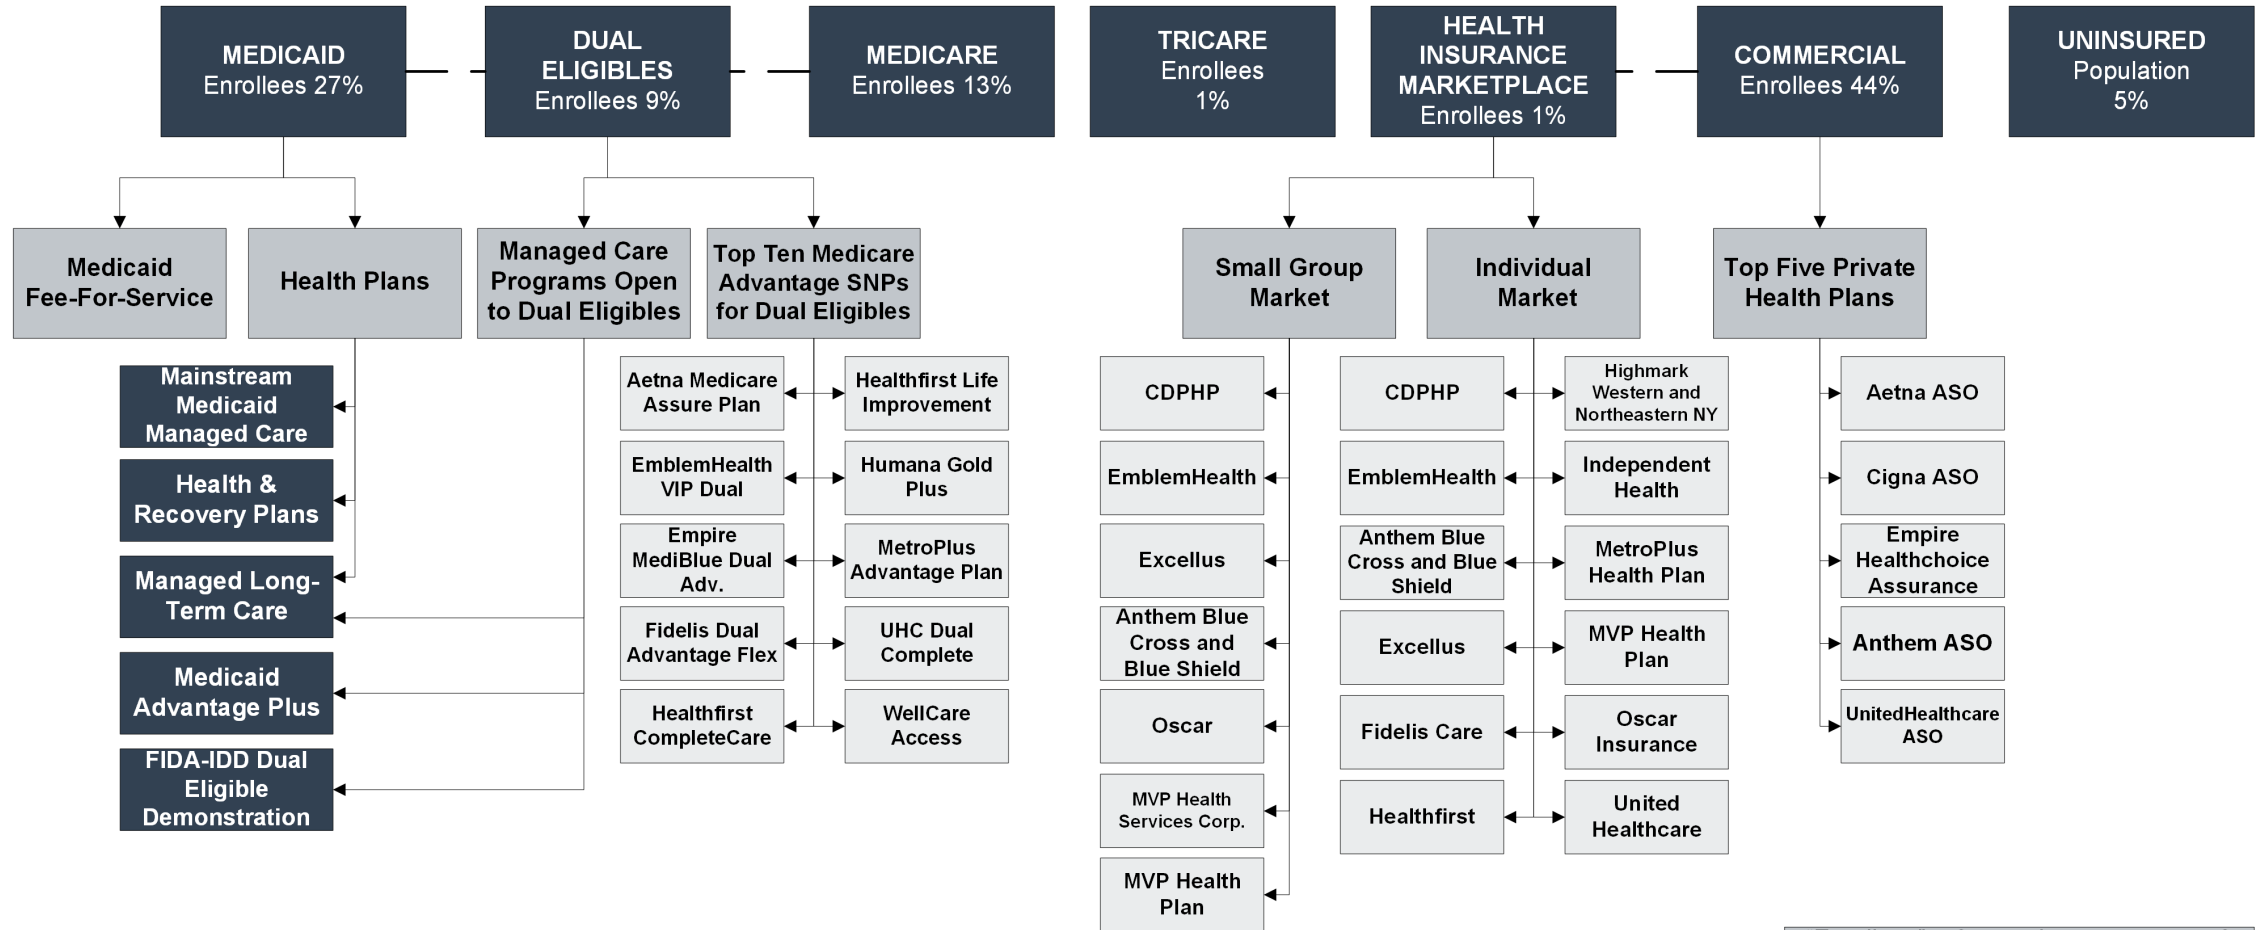 MEDICAID
Enrollees 27%
DUAL
ELIGIBLES
Enrollees 9%
MEDICARE
Enrollees 13%
TRICARE
Enrollees
1%
HEALTH
INSURANCE
MARKETPLACE
Enrollees 1%
COMMERCIAL
Enrollees 44%
UNINSURED
Population
5%
Medicaid
Fee-For-Service
Health Plans
Managed Care
Programs Open
to Dual Eligibles
Top Ten Medicare
Advantage SNPs
for Dual Eligibles
Small Group
Market
Individual
Market
Top Five Private
Health Plans
Mainstream
Medicaid
Managed Care
Health &
Recovery Plans
Managed Long-
Term Care
Medicaid
Advantage Plus
FIDA-IDD Dual
Eligible
Demonstration
Aetna Medicare
Assure Plan
EmblemHealth
VIP Dual
Empire
MediBlue Dual
Adv.
Fidelis Dual
Advantage Flex
Healthfirst
CompleteCare
Healthfirst Life
Improvement
Humana Gold
Plus
MetroPlus
Advantage Plan
UHC Dual
Complete
WellCare
Access
CDPHP
EmblemHealth
Excellus
Anthem Blue
Cross and
Blue Shield
Oscar
MVP Health
Services Corp.
MVP Health
Plan
CDPHP
EmblemHealth
Anthem Blue
Cross and Blue
Shield
Excellus
Fidelis Care
Healthfirst
Highmark
Western and
Northeastern NY
Independent
Health
MetroPlus
Health Plan
MVP Health
Plan
Oscar
Insurance
United
Healthcare
Aetna ASO
Cigna ASO
Empire
Healthchoice
Assurance
Anthem ASO
UnitedHealthcare
ASO